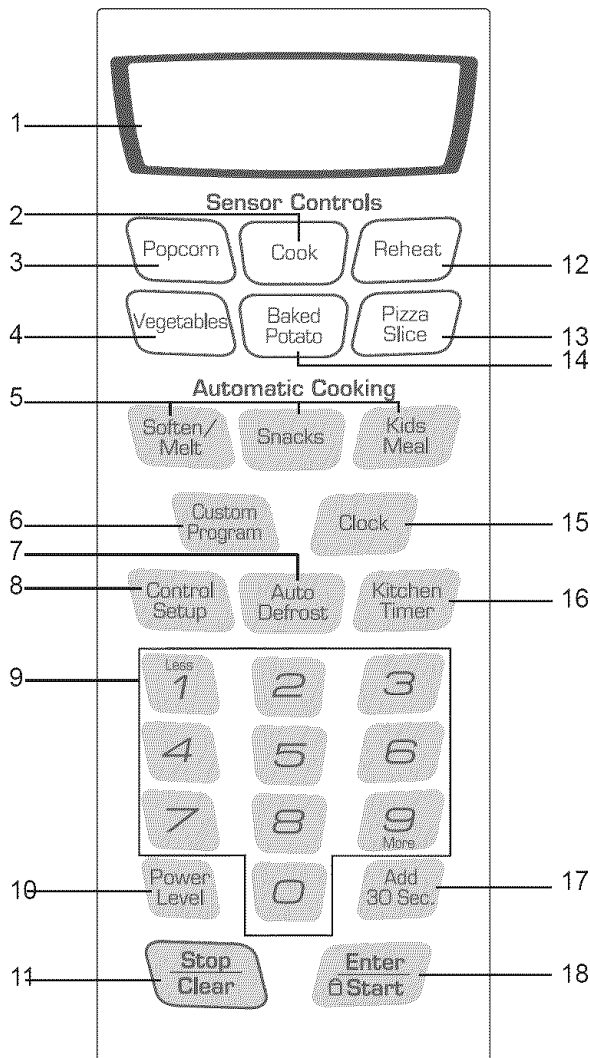 1
Sensor Controls
2
Popcorn
Cook
Reheat
3
12
Vegetables
Baked
Potato
Pizza
Slice
4
13
14
Automatic Cooking
5
Soften/
Melt
Snacks
Kids
Meal
6
Custom
Program
Clock
15
7
8
Control
Setup
Auto
Defrost
Kitchen
Timer
16
9
Less
1
2
3
4
5
6
7
8
9
More
10
Power
Level
0
Add
30 Sec.
17
11
Stop
Clear
Enter
Start
18